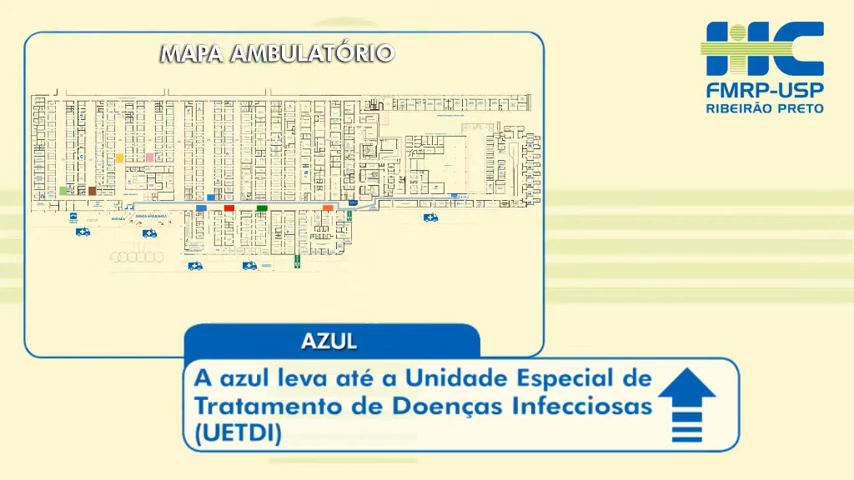 MAPA AMBULATÓRIO
HC
FMRP-USP
RIBEIRÃO PRETO
AZUL
A azul leva até a Unidade Especial de
Tratamento de Doenças Infecciosas
(UETDI)